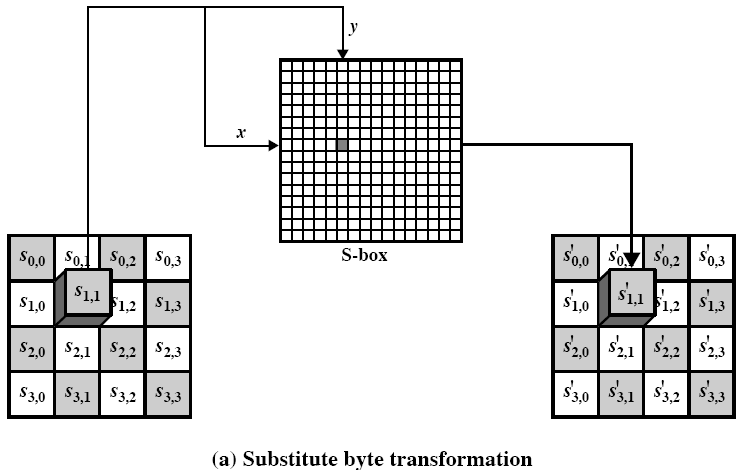 y
x
S-box
s0,0 s0,1 s0,2 s0,3
s1,0 s1,1 s1,2 s1,3
s2,0 s2,1 s2,2 s2,3
s3,0 s3,1 s3,2 s3,3
s'0,0 s'0,1 s'0,2 s'0,3
s'1,0 s'1,1 s'1,2 s'1,3
s'2,0 s'2,1 s'2,2 s'2,3
s'3,0 s'3,1 s'3,2 s'3,3
(a) Substitute byte transformation